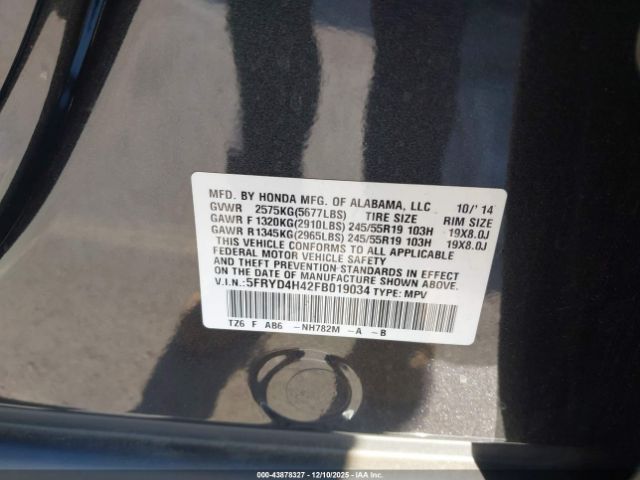 MFD. BY HONDA MFG. OF ALABAMA, LLC 10/'14
GVWR 2575KG(5677LBS) TIRE SIZE RIM SIZE
GAWR F 1320KG(2910LBS) 245/55R19 103H 19X8.0J
GAWR R1345KG(2965LBS) 245/55R19 103H 19X8.0J
THIS VEHICLE CONFORMS TO ALL APPLICABLE
FEDERAL MOTOR VEHICLE SAFETY
AND THEFT PREVENTION STANDARDS IN EFFECT
ON THE DATE OF MANUFACTURE SHOWN ABOVE.
V.I.N.: 5FRYD4H42FB019034 TYPE: MPV
TZ6 F AB6 -NH782M -A -B
000-43878327 - 12/10/2025 - IAA Inc.